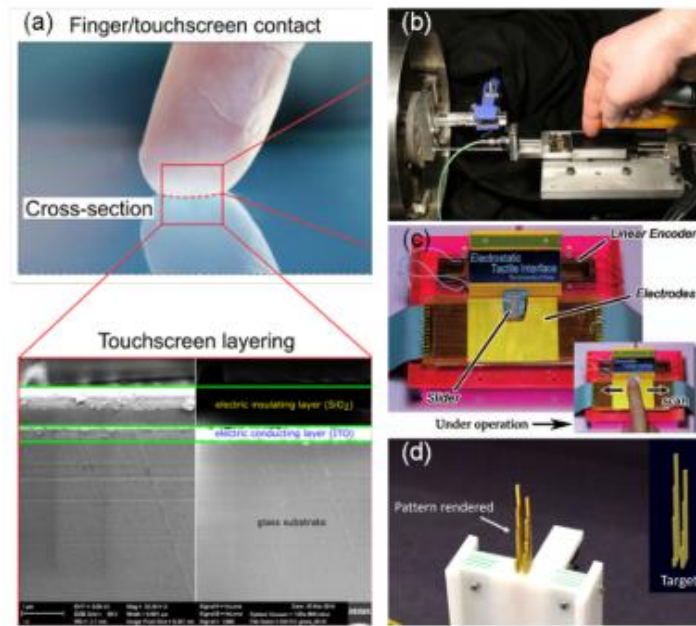 (a)
Finger/touchscreen contact
Cross-section
Touchscreen layering
electric insulating layer (SiO₂)
electric conducting layer (ITO)
glass substrate
(b)
(c)
Linear Encoder
Electrostatic
Tactile Interface
Electrodes
Slider
scan
Under operation
(d)
Pattern rendered
Target